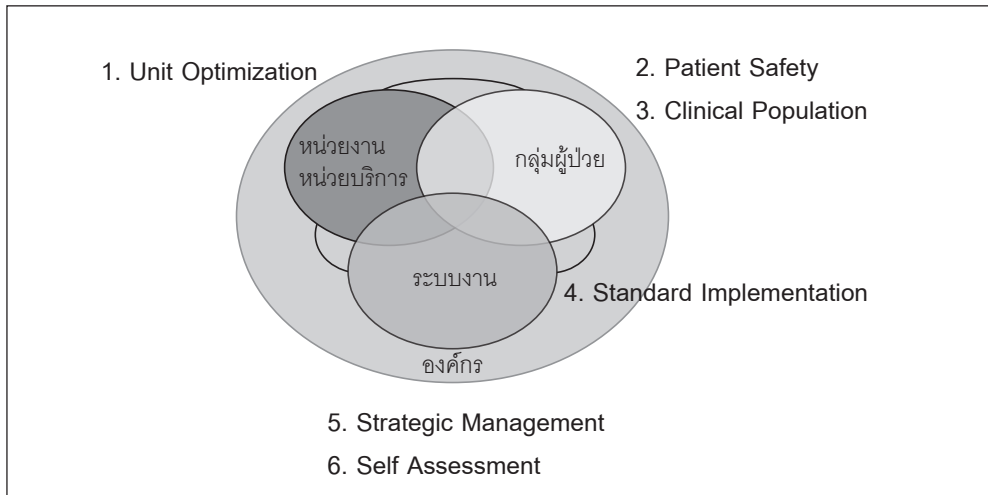 1. Unit Optimization
2. Patient Safety
3. Clinical Population
หน่วยงาน
หน่วยบริการ
กลุ่มผู้ป่วย
ระบบงาน
4. Standard Implementation
องค์กร
5. Strategic Management
6. Self Assessment